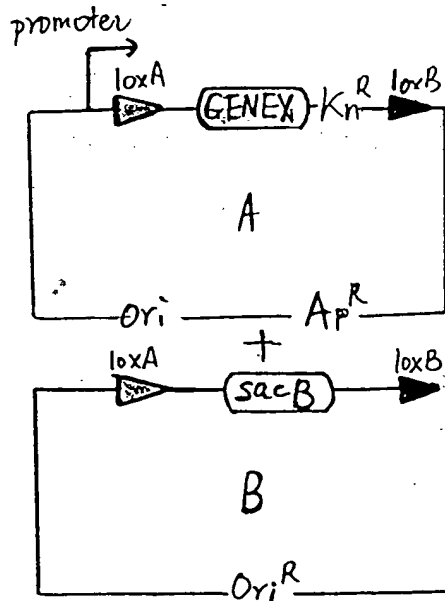 promoter
loxA loxB
GENEX Kn^R
A
Ori Ap^R
+
loxA loxB
sacB
B
Ori^R